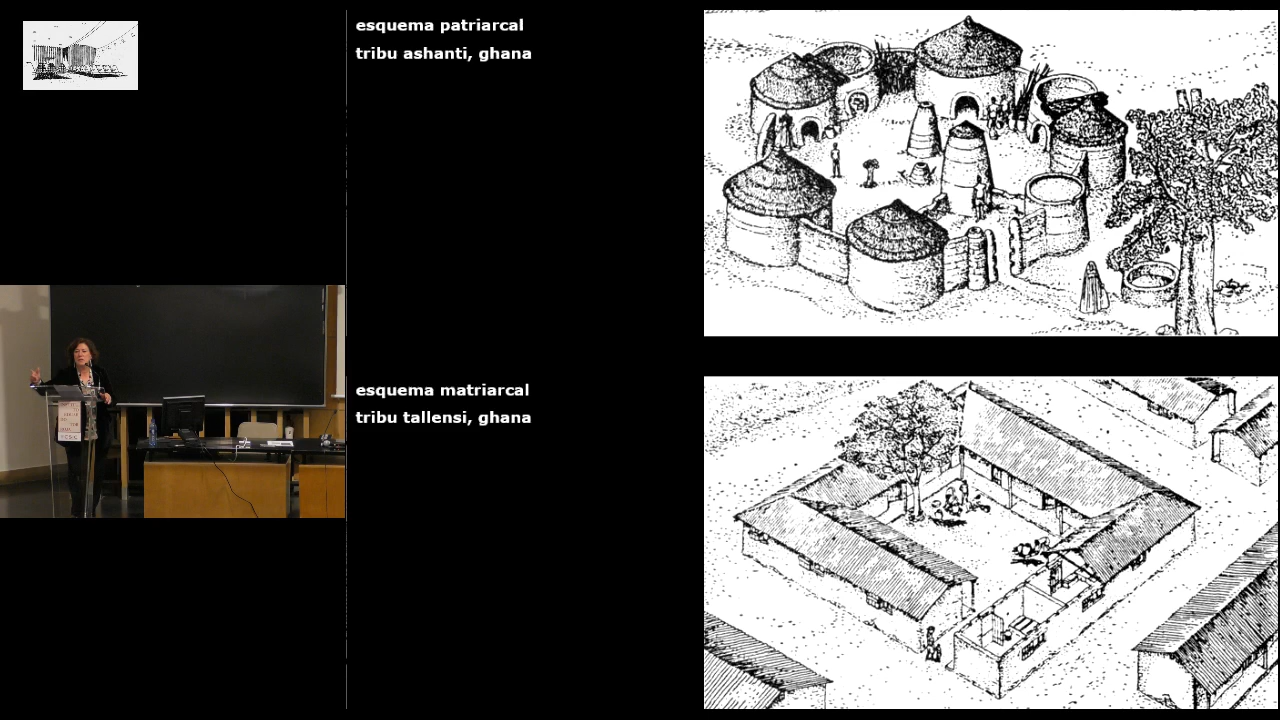 esquema patriarcal
tribu ashanti, ghana
esquema matriarcal
tribu tallensi, ghana